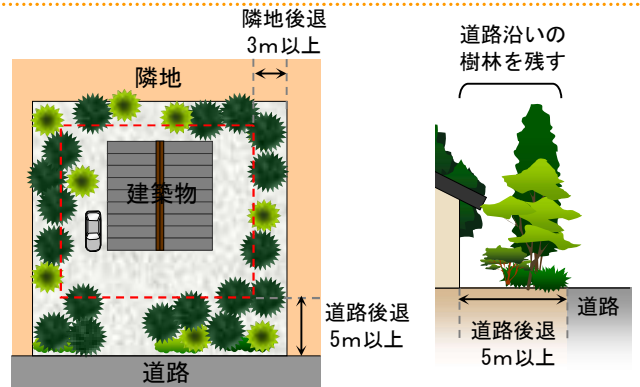 隣地後退
3m以上
隣地
建築物
道路後退
5m以上
道路
道路沿いの
樹林を残す
道路
道路後退
5m以上